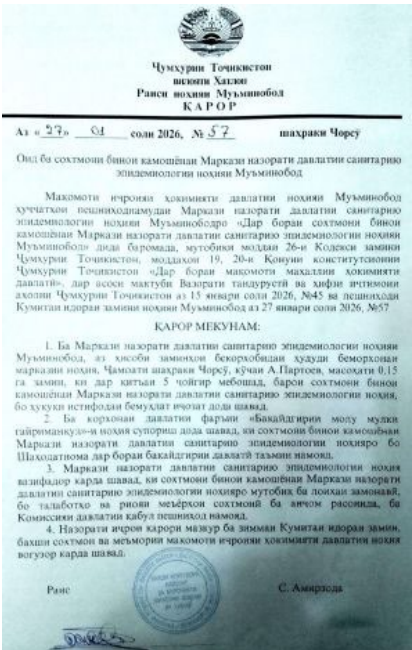 Ҷумҳурии Тоҷикистон
вилояти Хатлон
Раиси ноҳияи Муъминобод
ҚАРОР
Аз «27» 01 соли 2026, № 57 шаҳраки Чорсӯ
Оид ба сохтмони бинои камошёнаи Маркази назорати давлатии санитарию
эпидемиологии ноҳияи Муъминобод
Мақомоти иҷроияи ҳокимияти давлатии ноҳияи Муъминобод
ҳуҷҷатҳои пешниҳоднамудаи Маркази назорати давлатии санитарию
эпидемиологии ноҳияи Муъминободро «Дар бораи сохтмони бинои
камошёнаи Маркази назорати давлатии санитарию эпидемиологии ноҳияи
Муъминобод» дида баромада, мутобиқи моддаи 26-и Кодекси замини
Ҷумҳурии Тоҷикистон, моддаҳои 19, 20-и Қонуни конститутсионии
Ҷумҳурии Тоҷикистон «Дар бораи мақомоти маҳаллии ҳокимияти
давлатӣ», дар асоси мактуби Вазорати тандурустӣ ва ҳифзи иҷтимоии
аҳолии Ҷумҳурии Тоҷикистон аз 15 январи соли 2026, №45 ва пешниҳоди
Кумитаи идораи замини ноҳияи Муъминобод аз 27 январи соли 2026, №57
ҚАРОР МЕКУНАМ:
1. Ба Маркази назорати давлатии санитарию эпидемиологии ноҳияи
Муъминобод, аз ҳисоби заминҳои бекорхобидаи ҳудуди беморхонаи
марказии ноҳия, Ҷамоати шаҳраки Чорсӯ, кӯчаи А.Партоев, масоҳати 0,15
га замин, ки дар қитъаи 5 ҷойгир мебошад, барои сохтмони бинои
камошёнаи Маркази назорати давлатии санитарию эпидемиологии ноҳия,
бо ҳуқуқи истифодаи бемуҳлат иҷозат дода шавад.
2. Ба корхонаи давлатии фаръии «Бақайдгирии молу мулки
ғайриманқул»-и ноҳия супориш дода шавад, ки сохтмони бинои камошёнаи
Маркази назорати давлатии санитарию эпидемиологии ноҳияро бо
Шаҳодатнома дар бораи бақайдгирии давлатӣ таъмин намояд.
3. Маркази назорати давлатии санитарию эпидемиологии ноҳия
вазифадор карда шавад, ки сохтмони бинои камошёнаи Маркази назорати
давлатии санитарию эпидемиологии ноҳияро мутобиқ ба лоиҳаи замонавӣ,
бо талаботҳо ва риояи меъёрҳои сохтмонӣ ба анҷом расонида, ба
Комиссияи давлатии қабул пешниҳод намояд.
4. Назорати иҷрои қарори мазкур ба зиммаи Кумитаи идораи замин,
бахши сохтмон ва меъмории мақомоти иҷроияи ҳокимияти давлатии ноҳия
вогузор карда шавад.
Раис С. Амирзода